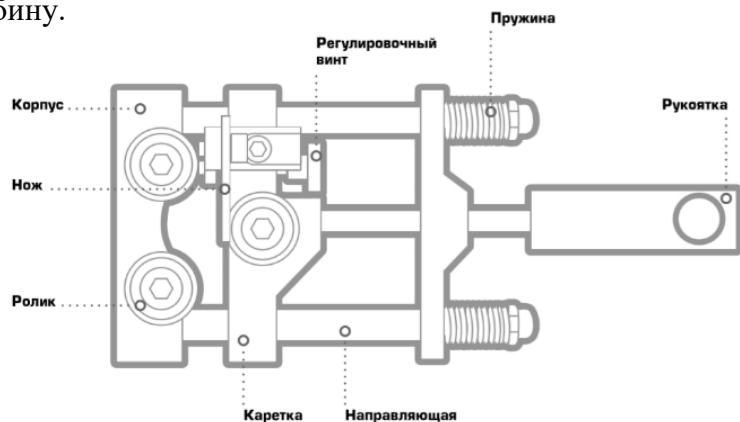 бину.
Пружина
Регулировочный
винт
Корпус
Рукоятка
Нож
Ролик
Каретка
Направляющая